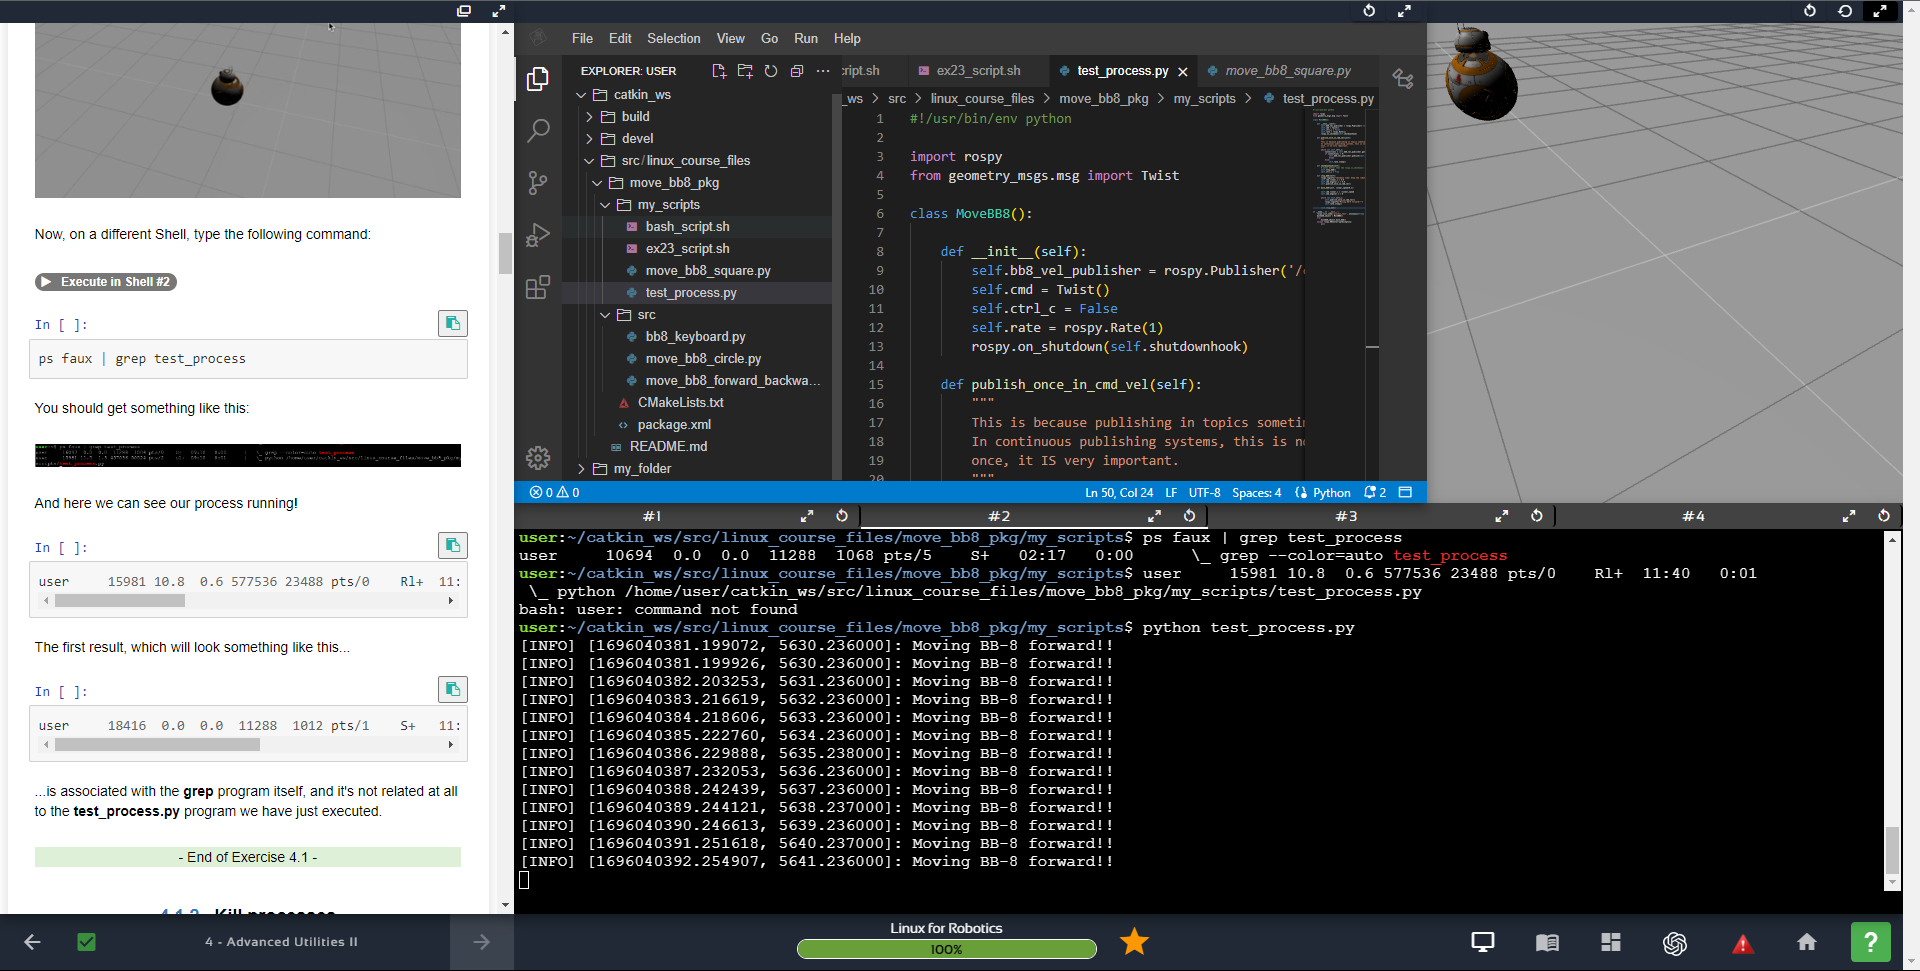 Now, on a different Shell, type the following command:
Execute in Shell #2
In [ ]:
ps faux | grep test_process
You should get something like this:
And here we can see our process running!
In [ ]:
user     15981 10.8  0.6 577536 23488 pts/0    Rl+  11:
The first result, which will look something like this...
In [ ]:
user     18416  0.0  0.0  11288  1012 pts/1    S+   11:
...is associated with the grep program itself, and it's not related at all
to the test_process.py program we have just executed.
- End of Exercise 4.1 -
File Edit Selection View Go Run Help
EXPLORER: USER
catkin_ws
build
devel
src/linux_course_files
move_bb8_pkg
my_scripts
bash_script.sh
ex23_script.sh
move_bb8_square.py
test_process.py
src
bb8_keyboard.py
move_bb8_circle.py
move_bb8_forward_backwa...
CMakeLists.txt
package.xml
README.md
my_folder
cript.sh ex23_script.sh test_process.py move_bb8_square.py
_ws > src > linux_course_files > move_bb8_pkg > my_scripts > test_process.py
1 #!/usr/bin/env python
2
3 import rospy
4 from geometry_msgs.msg import Twist
5
6 class MoveBB8():
7
8     def __init__(self):
9         self.bb8_vel_publisher = rospy.Publisher('/
10         self.cmd = Twist()
11         self.ctrl_c = False
12         self.rate = rospy.Rate(1)
13         rospy.on_shutdown(self.shutdownhook)
14
15     def publish_once_in_cmd_vel(self):
16         """
17         This is because publishing in topics someti
18         In continuous publishing systems, this is n
19         once, it IS very important.
20         """
0 0 Ln 50, Col 24 LF UTF-8 Spaces: 4 Python 2
#1 #2 #3 #4
user:~/catkin_ws/src/linux_course_files/move_bb8_pkg/my_scripts$ ps faux | grep test_process
user     10694  0.0  0.0  11288  1068 pts/5    S+   02:17   0:00      \_ grep --color=auto test_process
user:~/catkin_ws/src/linux_course_files/move_bb8_pkg/my_scripts$ user     15981 10.8  0.6 577536 23488 pts/0    Rl+  11:40   0:01
 \_ python /home/user/catkin_ws/src/linux_course_files/move_bb8_pkg/my_scripts/test_process.py
bash: user: command not found
user:~/catkin_ws/src/linux_course_files/move_bb8_pkg/my_scripts$ python test_process.py
[INFO] [1696040381.199072, 5630.236000]: Moving BB-8 forward!!
[INFO] [1696040381.199926, 5630.236000]: Moving BB-8 forward!!
[INFO] [1696040382.203253, 5631.236000]: Moving BB-8 forward!!
[INFO] [1696040383.216619, 5632.236000]: Moving BB-8 forward!!
[INFO] [1696040384.218606, 5633.236000]: Moving BB-8 forward!!
[INFO] [1696040385.222760, 5634.236000]: Moving BB-8 forward!!
[INFO] [1696040386.229888, 5635.238000]: Moving BB-8 forward!!
[INFO] [1696040387.232053, 5636.236000]: Moving BB-8 forward!!
[INFO] [1696040388.242439, 5637.236000]: Moving BB-8 forward!!
[INFO] [1696040389.244121, 5638.237000]: Moving BB-8 forward!!
[INFO] [1696040390.246613, 5639.236000]: Moving BB-8 forward!!
[INFO] [1696040391.251618, 5640.237000]: Moving BB-8 forward!!
[INFO] [1696040392.254907, 5641.236000]: Moving BB-8 forward!!
4 - Advanced Utilities II
Linux for Robotics
100%
?